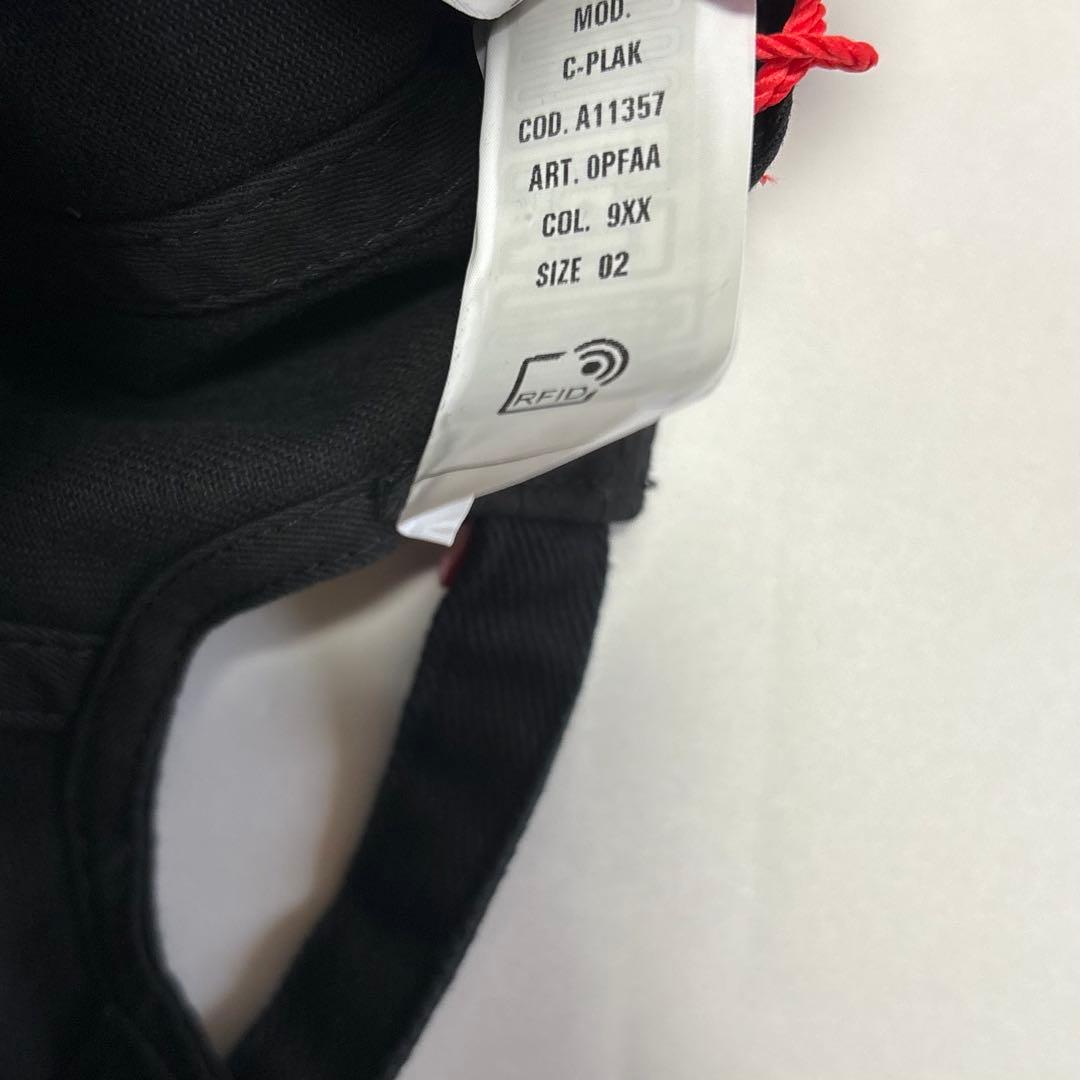 MOD.
C-PLAK
COD. A11357
ART. 0PFAA
COL. 9XX
SIZE 02
RFID